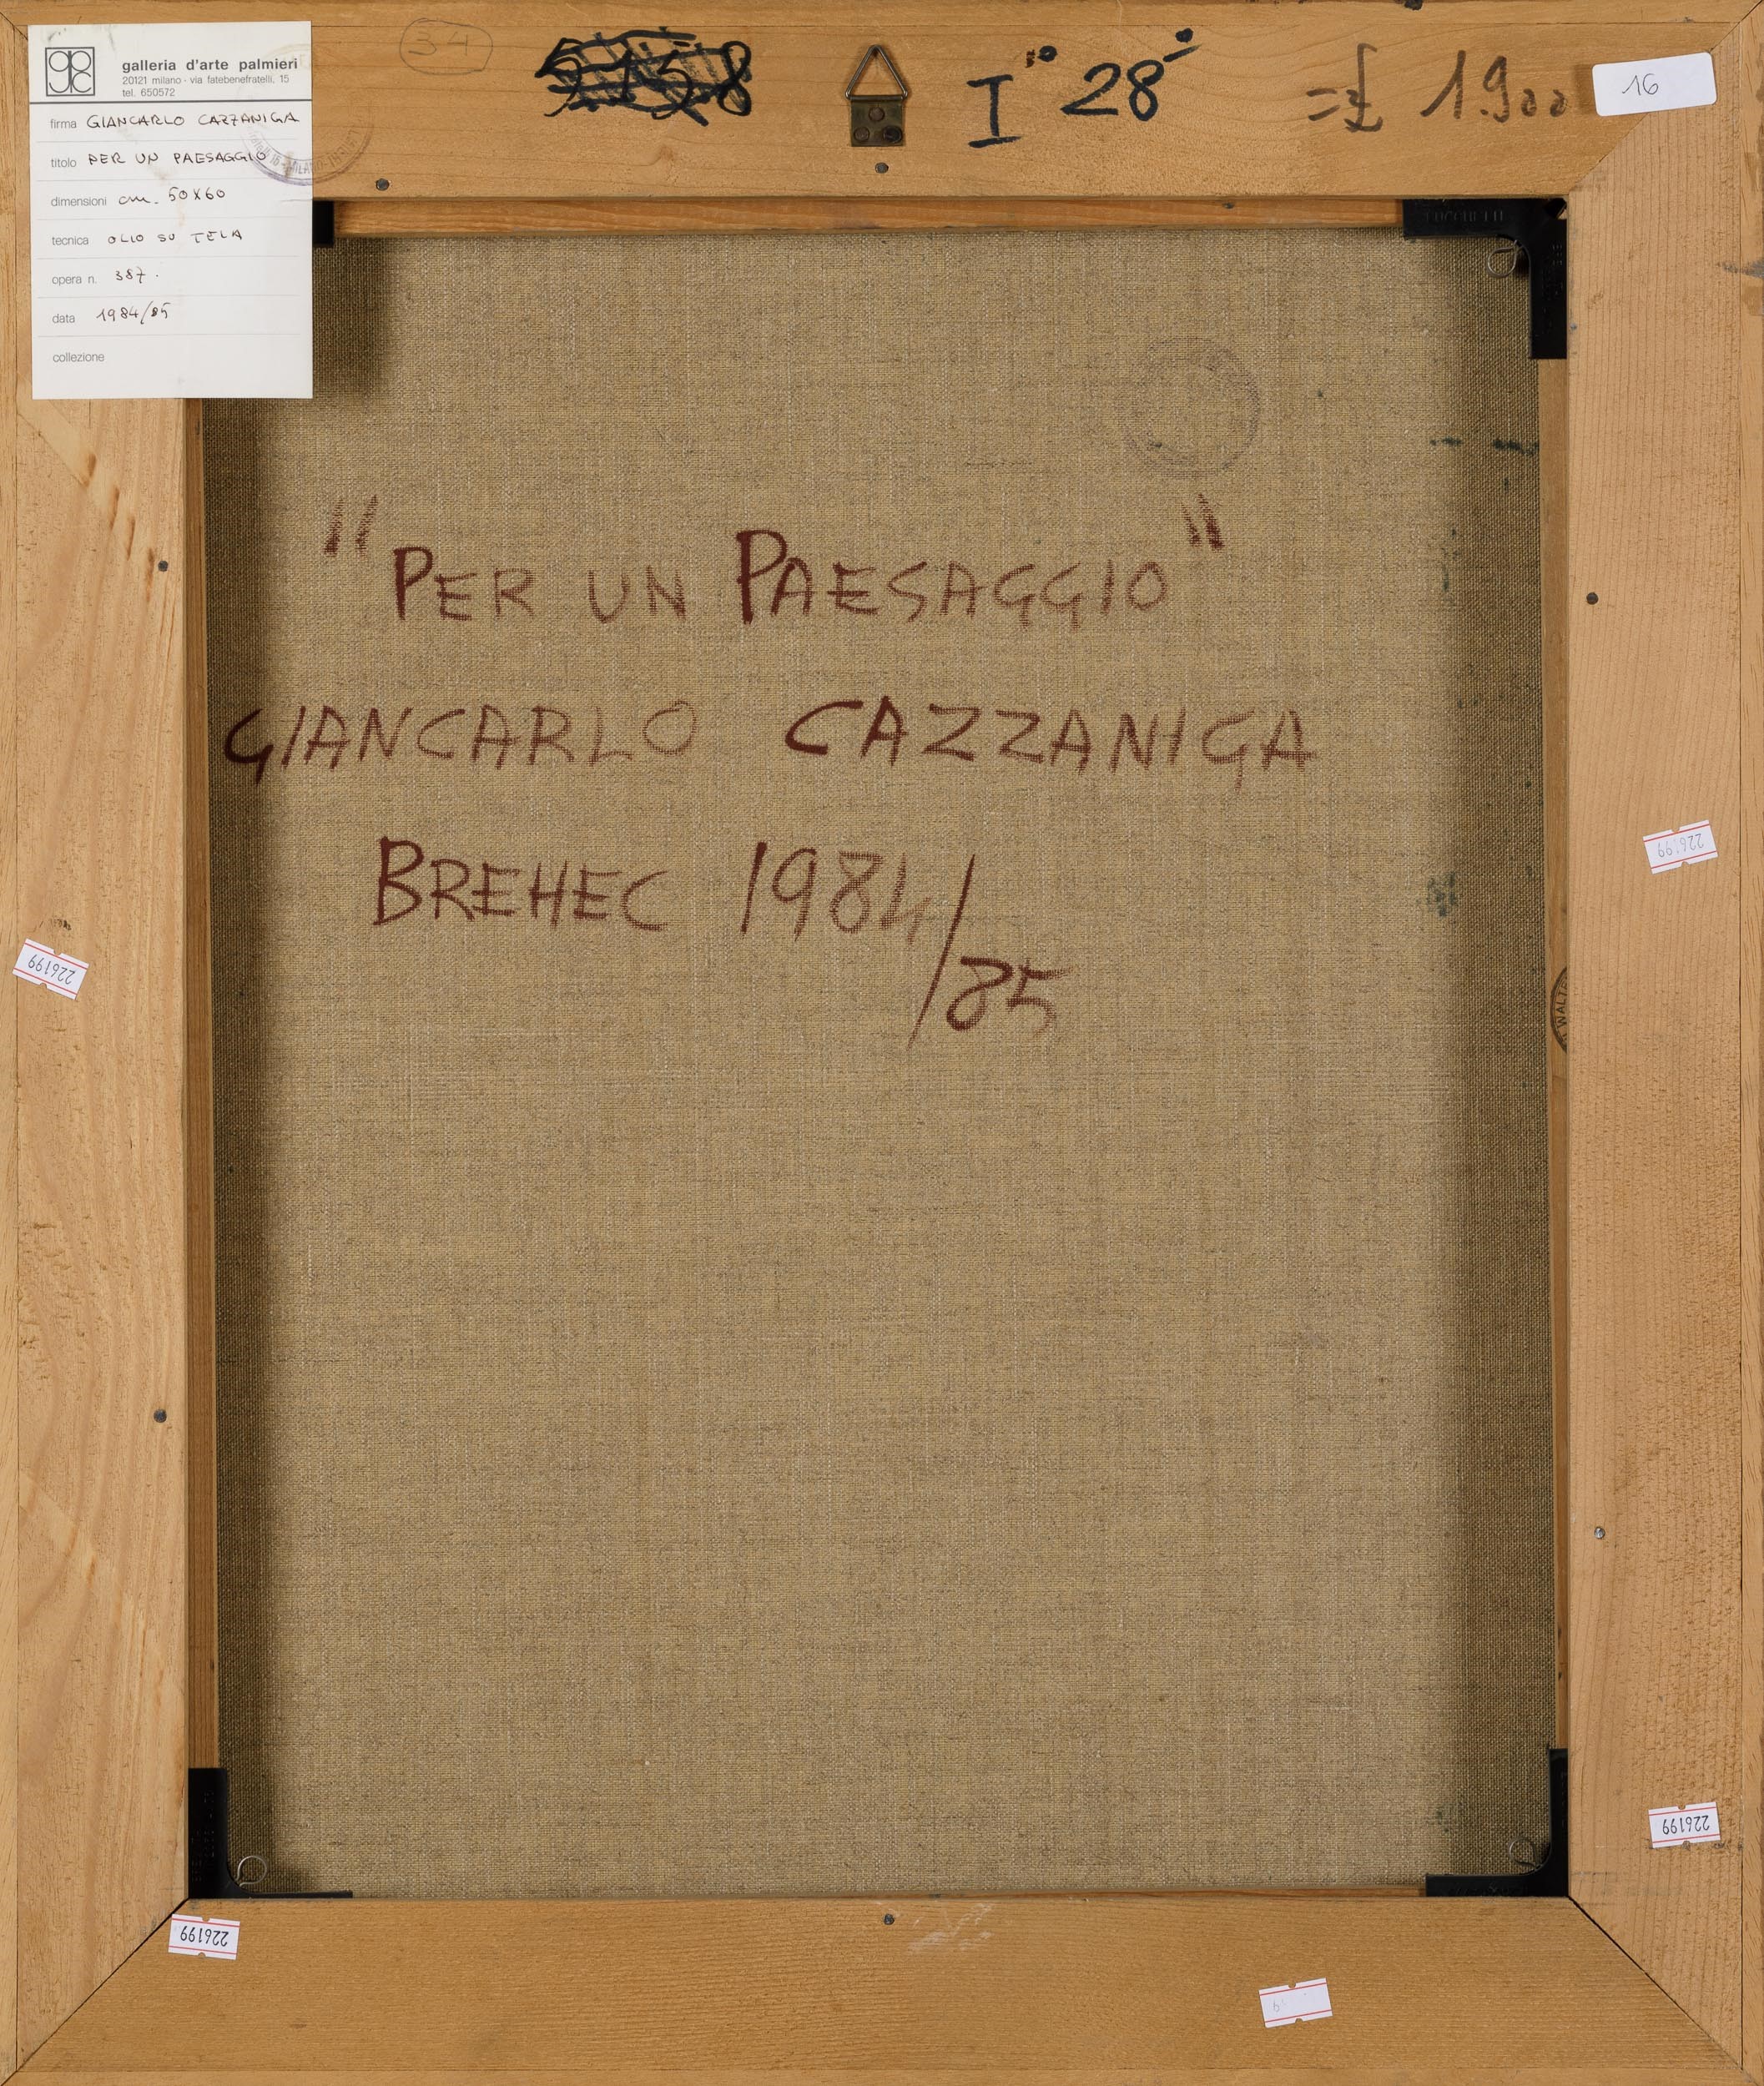 galleria d'arte palmieri
20121 milano - via fatebenefratelli, 15
tel. 650572
firma GIANCARLO CAZZANIGA
titolo PER UN PAESAGGIO
dimensioni cm. 50x60
tecnica OLIO SU TELA
opera n. 387.
data 1984/85
collezione
34
I° 28
=£ 1.900
16
"PER UN PAESAGGIO"
GIANCARLO CAZZANIGA
BREHEC 1984/85
226199
226199
226199
226199